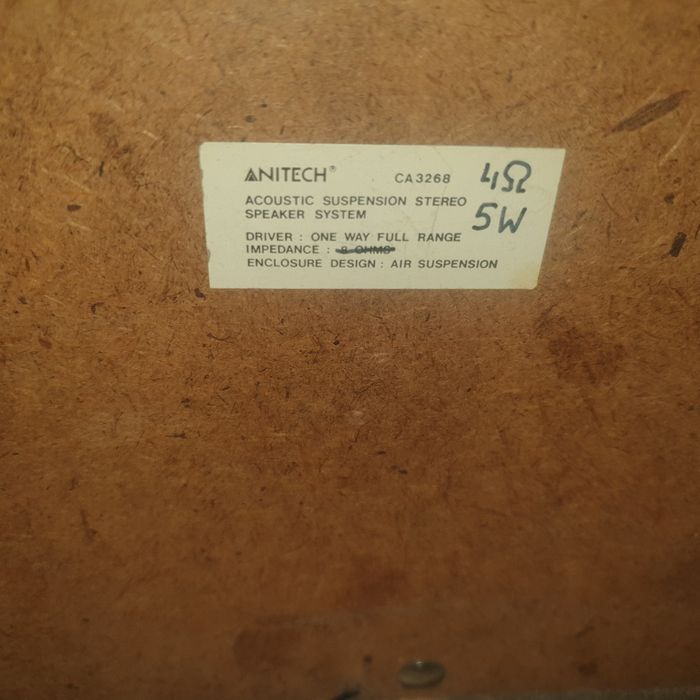 ANITECH® CA3268 4Ω
ACOUSTIC SUSPENSION STEREO
SPEAKER SYSTEM 5W
DRIVER : ONE WAY FULL RANGE
IMPEDANCE : 8 OHMS
ENCLOSURE DESIGN : AIR SUSPENSION